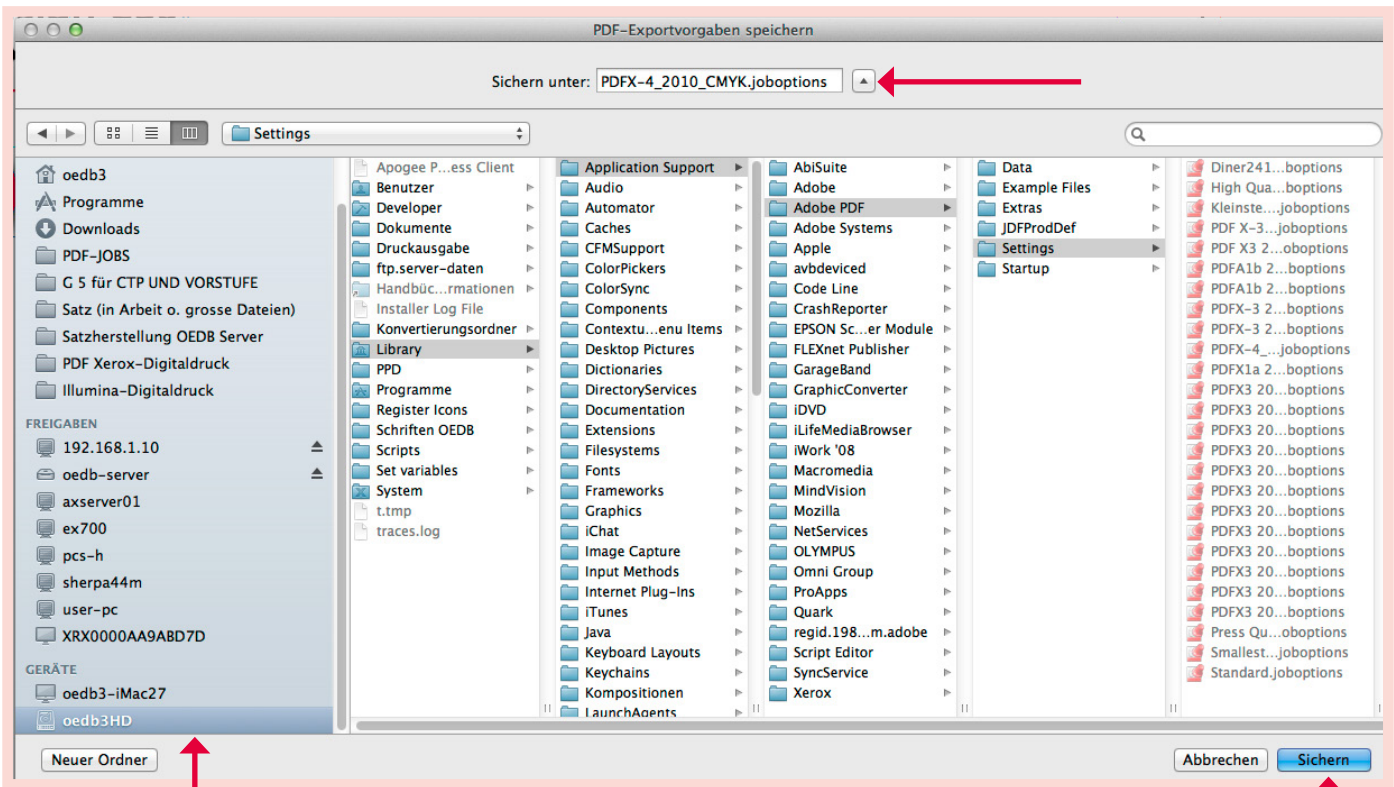 PDF-Exportvorgaben speichern
Sichern unter: PDFX-4_2010_CMYK.joboptions
Settings
oedb3
Programme
Downloads
PDF-JOBS
G 5 für CTP UND VORSTUFE
Satz (in Arbeit o. grosse Dateien)
Satzherstellung OEDB Server
PDF Xerox-Digitaldruck
Illumina-Digitaldruck
FREIGABEN
192.168.1.10
oedb-server
axserver01
ex700
pcs-h
sherpa44m
user-pc
XRX0000AA9ABD7D
GERÄTE
oedb3-iMac27
oedb3HD
Apogee P...ess Client
Benutzer
Developer
Dokumente
Druckausgabe
ftp.server-daten
Handbüc...rmationen
Installer Log File
Konvertierungsordner
Library
PPD
Programme
Register Icons
Schriften OEDB
Scripts
Set variables
System
t.tmp
traces.log
Application Support
Audio
Automator
Caches
CFMSupport
ColorPickers
ColorSync
Components
Contextu...enu Items
Desktop Pictures
Dictionaries
DirectoryServices
Documentation
Extensions
Filesystems
Fonts
Frameworks
Graphics
iChat
Image Capture
Input Methods
Internet Plug-Ins
iTunes
Java
Keyboard Layouts
Keychains
Kompositionen
LaunchAgents
AbiSuite
Adobe
Adobe PDF
Adobe Systems
Apple
avbdeviced
Code Line
CrashReporter
EPSON Sc...er Module
FLEXnet Publisher
GarageBand
GraphicConverter
iDVD
iLifeMediaBrowser
iWork '08
Macromedia
MindVision
Mozilla
NetServices
OLYMPUS
Omni Group
ProApps
Quark
regid.198...m.adobe
Script Editor
SyncService
Xerox
Data
Example Files
Extras
JDFProdDef
Settings
Startup
Diner241...boptions
High Qua...boptions
Kleinste....joboptions
PDF X-3...joboptions
PDF X3 2...oboptions
PDFA1b 2...boptions
PDFA1b 2...boptions
PDFX-3 2...boptions
PDFX-3 2...boptions
PDFX-4_...joboptions
PDFX1a 2...boptions
PDFX3 20...boptions
PDFX3 20...boptions
PDFX3 20...boptions
PDFX3 20...boptions
PDFX3 20...boptions
PDFX3 20...boptions
PDFX3 20...boptions
PDFX3 20...boptions
PDFX3 20...boptions
PDFX3 20...boptions
PDFX3 20...boptions
PDFX3 20...boptions
Press Qu...oboptions
Smallest...joboptions
Standard.joboptions
Neuer Ordner
Abbrechen
Sichern